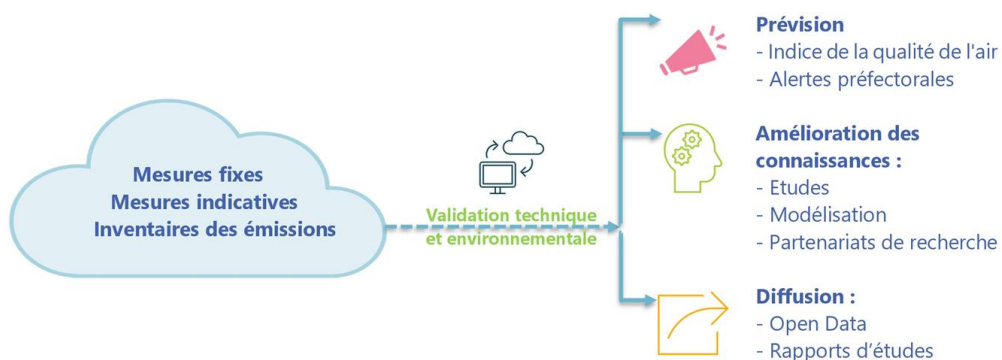 Mesures fixes
Mesures indicatives
Inventaires des émissions
Validation technique
et environnementale
Prévision
- Indice de la qualité de l'air
- Alertes préfectorales
Amélioration des
connaissances :
- Etudes
- Modélisation
- Partenariats de recherche
Diffusion :
- Open Data
- Rapports d’études